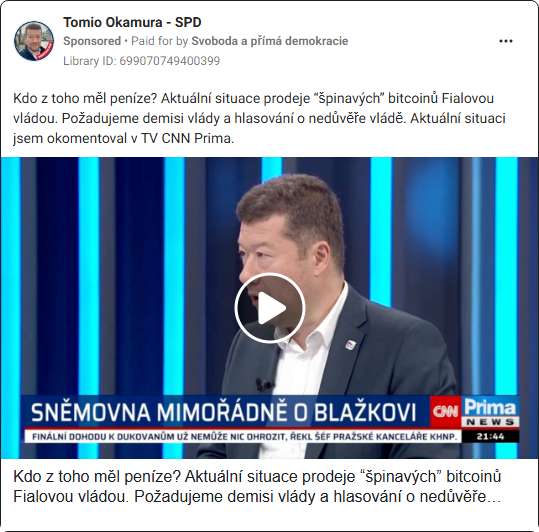 Tomio Okamura - SPD
Sponsored • Paid for by Svoboda a přímá demokracie
Library ID: 699070749400399
Kdo z toho měl peníze? Aktuální situace prodeje “špinavých” bitcoinů Fialovou
vládou. Požadujeme demisi vlády a hlasování o nedůvěře vládě. Aktuální situaci
jsem okomentoval v TV CNN Prima.
SNĚMOVNA MIMOŘÁDNĚ O BLAŽKOVI
CNN Prima
NEWS
FINÁLNÍ DOHODU K DUKOVANŮM UŽ NEMŮŽE NIC OHROZIT, ŘEKL ŠÉF PRAŽSKÉ KANCELÁŘE KHNP.
21:44
Kdo z toho měl peníze? Aktuální situace prodeje “špinavých” bitcoinů
Fialovou vládou. Požadujeme demisi vlády a hlasování o nedůvěře…